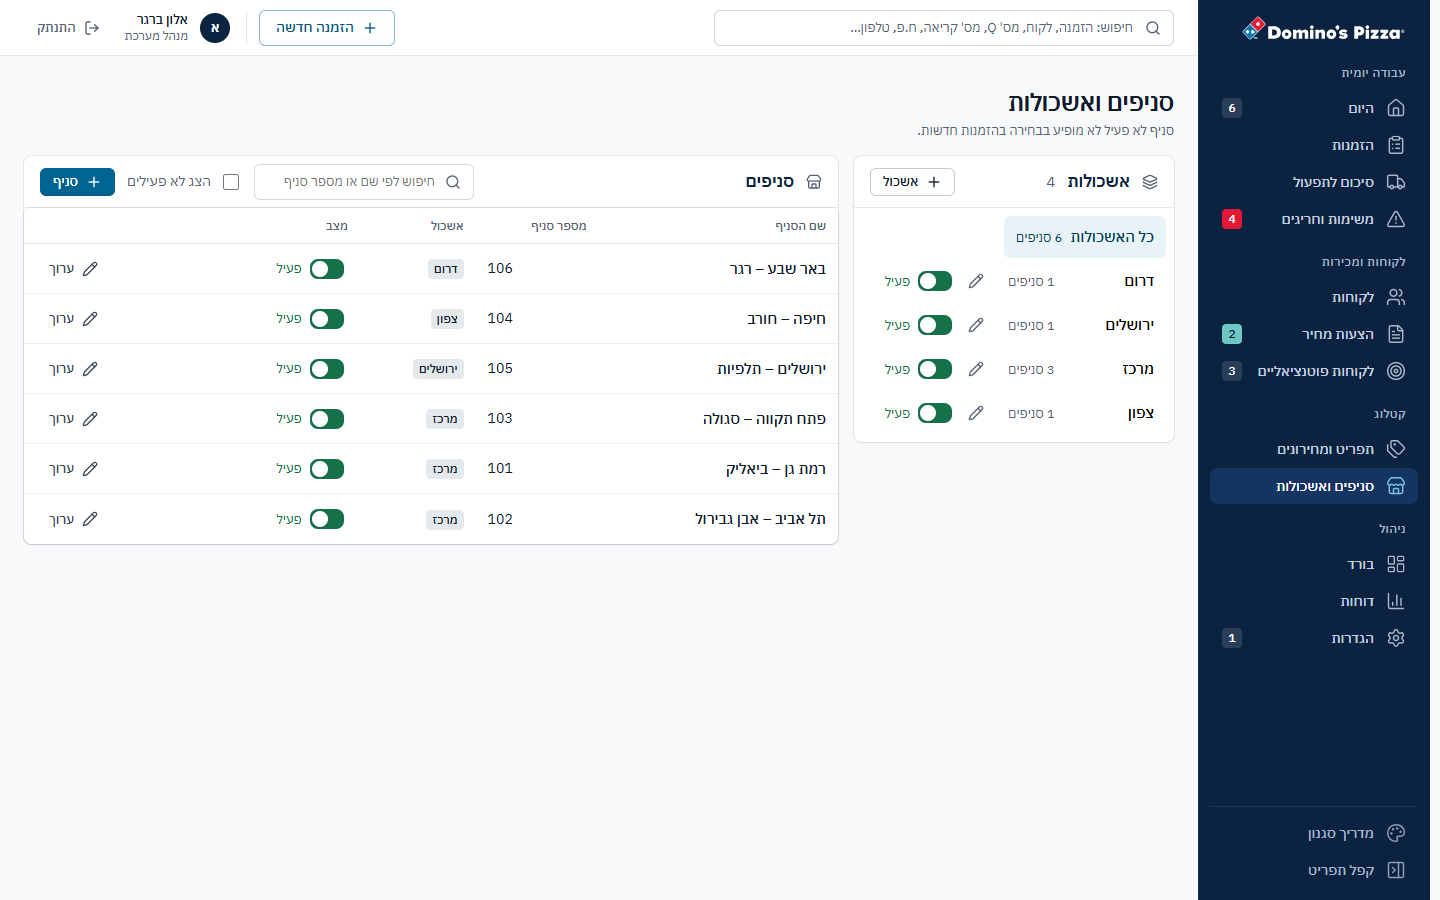 Domino's Pizza®
עבודה יומית
היום 6
הזמנות
סיכום לתפעול
משימות וחריגים 4
לקוחות ומכירות
לקוחות
הצעות מחיר 2
לקוחות פוטנציאליים 3
קטלוג
תפריט ומחירונים
סניפים ואשכולות
ניהול
בורד
דוחות
הגדרות 1
מדריך סגנון
קפל תפריט
חיפוש: הזמנה, לקוח, מס' Q, מס' קריאה, ח.פ, טלפון...
הזמנה חדשה
א
אלון ברגר
מנהל מערכת
התנתק
סניפים ואשכולות
סניף לא פעיל לא מופיע בבחירה בהזמנות חדשות.
אשכולות 4 אשכול
כל האשכולות 6 סניפים
דרום 1 סניפים פעיל
ירושלים 1 סניפים פעיל
מרכז 3 סניפים פעיל
צפון 1 סניפים פעיל
סניפים חיפוש לפי שם או מספר סניף הצג לא פעילים סניף
שם הסניף מספר סניף אשכול מצב
באר שבע – רגר 106 דרום פעיל ערוך
חיפה – חורב 104 צפון פעיל ערוך
ירושלים – תלפיות 105 ירושלים פעיל ערוך
פתח תקווה – סגולה 103 מרכז פעיל ערוך
רמת גן – ביאליק 101 מרכז פעיל ערוך
תל אביב – אבן גבירול 102 מרכז פעיל ערוך